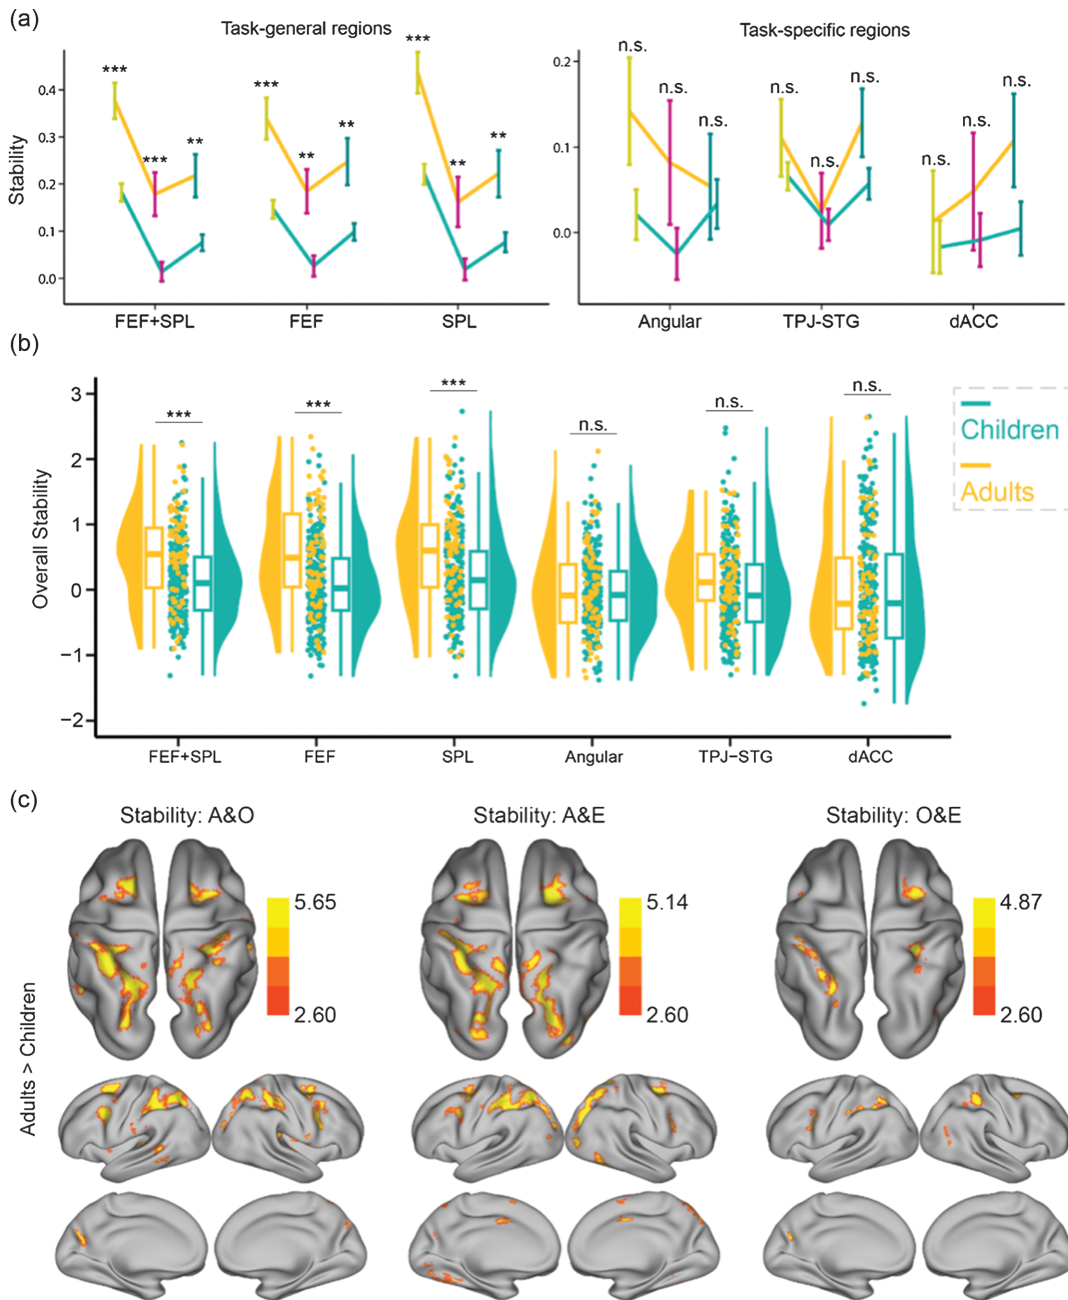 (a)
Task-general regions
Task-specific regions
Stability
0.4
0.3
0.2
0.1
0.0
***
***
**
***
**
**
***
**
**
FEF+SPL
FEF
SPL
0.2
0.1
0.0
n.s.
n.s.
n.s.
n.s.
n.s.
n.s.
n.s.
n.s.
n.s.
Angular
TPJ-STG
dACC
(b)
Overall Stability
3
2
1
0
−1
−2
***
***
***
n.s.
n.s.
n.s.
FEF+SPL
FEF
SPL
Angular
TPJ−STG
dACC
Children
Adults
(c)
Adults > Children
Stability: A&O
5.65
2.60
Stability: A&E
5.14
2.60
Stability: O&E
4.87
2.60